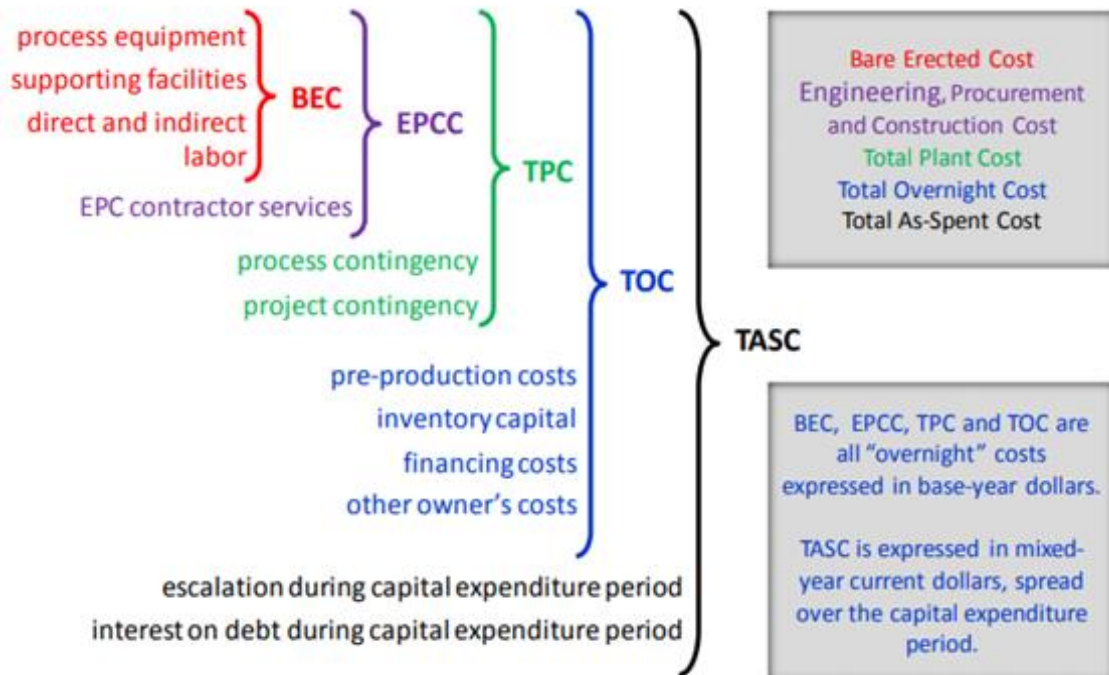 process equipment
supporting facilities
direct and indirect
labor
BEC
EPC contractor services
EPCC
process contingency
project contingency
TPC
pre-production costs
inventory capital
financing costs
other owner's costs
TOC
escalation during capital expenditure period
interest on debt during capital expenditure period
TASC
Bare Erected Cost
Engineering, Procurement
and Construction Cost
Total Plant Cost
Total Overnight Cost
Total As-Spent Cost
BEC, EPCC, TPC and TOC are
all “overnight” costs
expressed in base-year dollars.
TASC is expressed in mixed-
year current dollars, spread
over the capital expenditure
period.